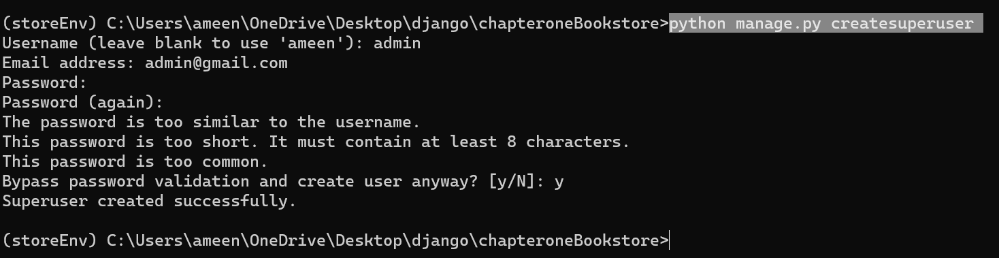 (storeEnv) C:\Users\ameen\OneDrive\Desktop\django\chapteroneBookstore>python manage.py createsuperuser
Username (leave blank to use 'ameen'): admin
Email address: admin@gmail.com
Password:
Password (again):
The password is too similar to the username.
This password is too short. It must contain at least 8 characters.
This password is too common.
Bypass password validation and create user anyway? [y/N]: y
Superuser created successfully.
(storeEnv) C:\Users\ameen\OneDrive\Desktop\django\chapteroneBookstore>